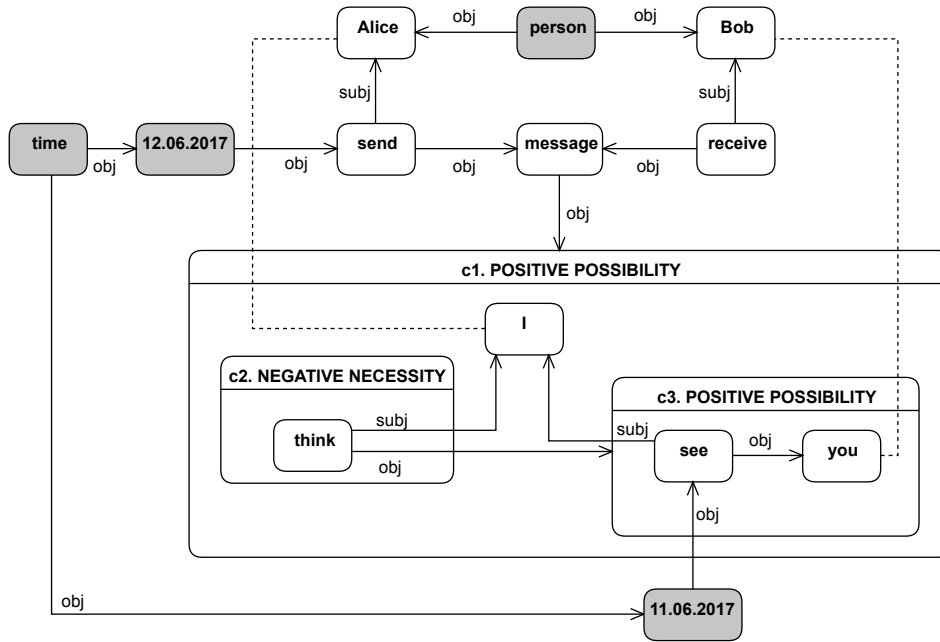 Alice
obj
person
obj
Bob
subj
subj
time
obj
12.06.2017
obj
send
obj
message
obj
receive
obj
c1. POSITIVE POSSIBILITY
I
c2. NEGATIVE NECESSITY
c3. POSITIVE POSSIBILITY
think
subj
obj
subj
see
obj
you
obj
obj
11.06.2017